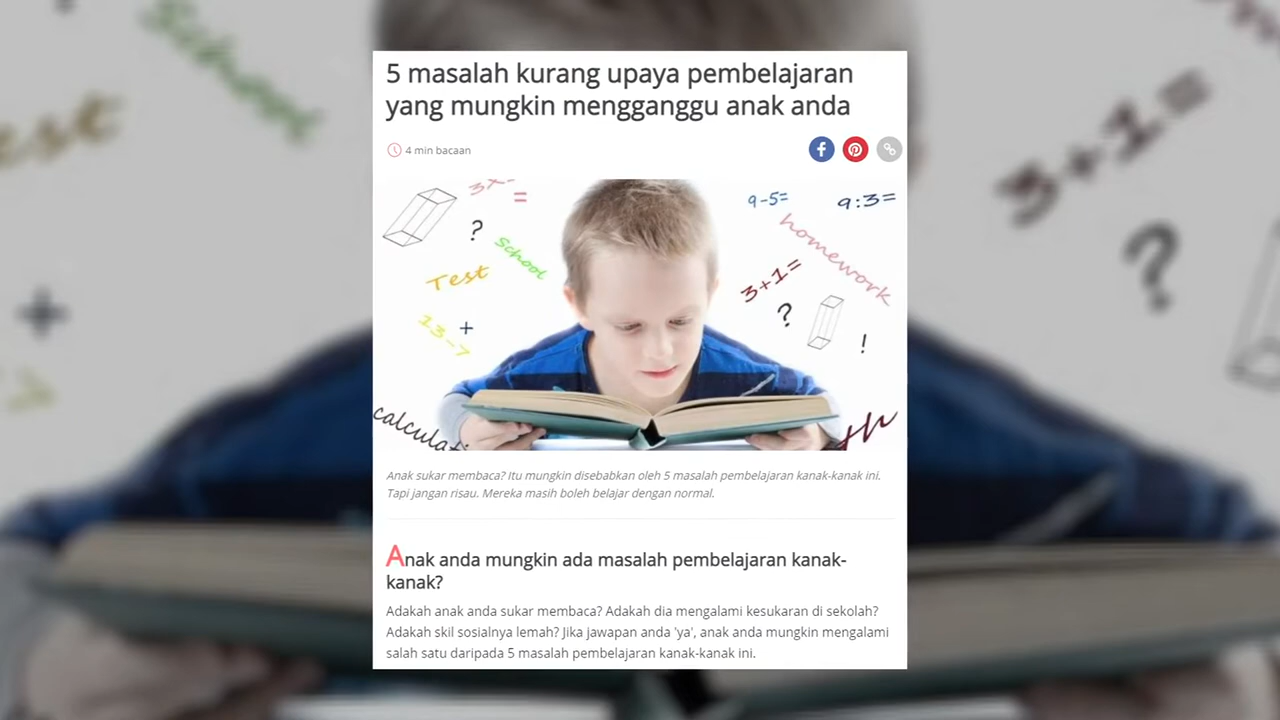 5 masalah kurang upaya pembelajaran
yang mungkin mengganggu anak anda
4 min bacaan
=
?
School
Test
13-7
+
9-5=
9:3=
homework
3+1=
?
!
Anak sukar membaca? Itu mungkin disebabkan oleh 5 masalah pembelajaran kanak-kanak ini.
Tapi jangan risau. Mereka masih boleh belajar dengan normal.
Anak anda mungkin ada masalah pembelajaran kanak-
kanak?
Adakah anak anda sukar membaca? Adakah dia mengalami kesukaran di sekolah?
Adakah skil sosialnya lemah? Jika jawapan anda 'ya', anak anda mungkin mengalami
salah satu daripada 5 masalah pembelajaran kanak-kanak ini.